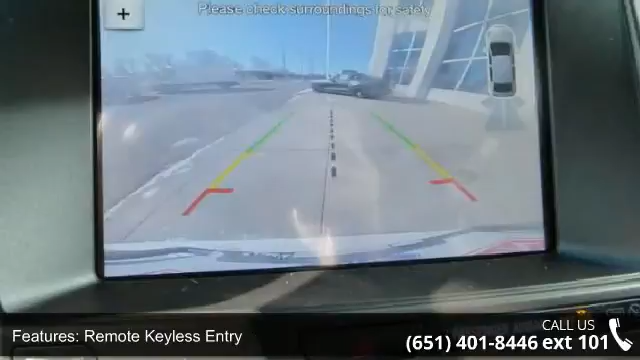 Please check surroundings for safety
+
CALL US
Features: Remote Keyless Entry
(651) 401-8446 ext 101